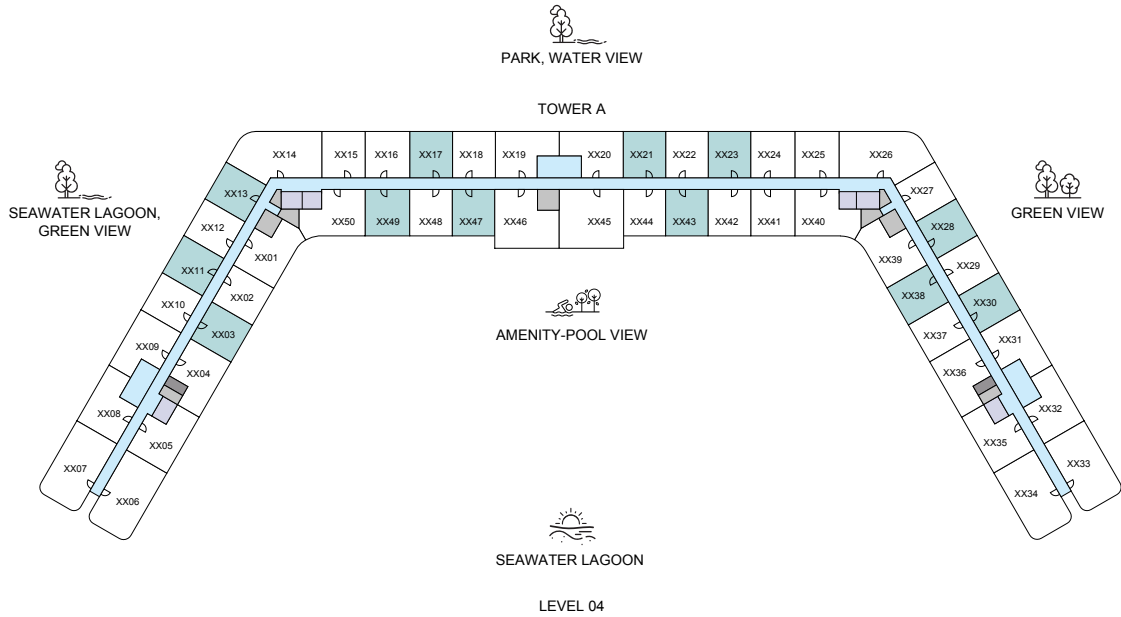 PARK, WATER VIEW
TOWER A
XX14 XX15 XX16 XX17 XX18 XX19 XX20 XX21 XX22 XX23 XX24 XX25 XX26
XX13
XX27
SEAWATER LAGOON,
GREEN VIEW
GREEN VIEW
XX50 XX49 XX48 XX47 XX46 XX45 XX44 XX43 XX42 XX41 XX40
XX12
XX28
XX01
XX39
XX11
XX29
XX02
XX38
XX10
XX30
XX03
XX37
AMENITY-POOL VIEW
XX09
XX31
XX04
XX36
XX08
XX32
XX05
XX35
XX07
XX33
XX06
XX34
SEAWATER LAGOON
LEVEL 04